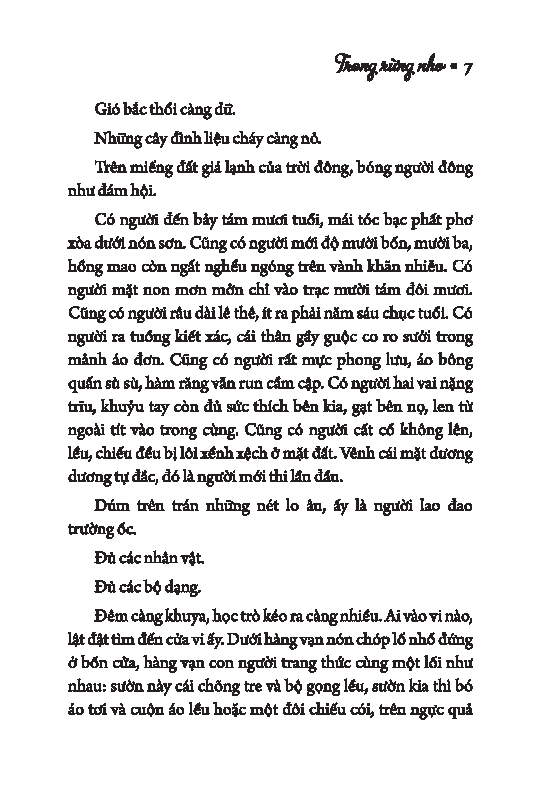 Trong rừng nho ▪ 7
Gió bấc thổi càng dữ.
Những cây đình liệu cháy càng nỏ.
Trên miếng đất giá lạnh của trời đông, bóng người đông
như đám hội.
Có người đến bảy tám mươi tuổi, mái tóc bạc phất phơ
xòa dưới nón sơn. Cũng có người mới độ mười bốn, mười ba,
hồng mao còn ngất nghểu ngóng trên vành khăn nhiễu. Có
người mặt non mơn mởn chỉ vào trạc mười tám đôi mươi.
Cũng có người râu dài lê thê, ít ra phải năm sáu chục tuổi. Có
người ra tuồng kiết xác, cái thân gầy guộc co ro sưởi trong
mảnh áo đơn. Cũng có người rất mực phong lưu, áo bông
quấn sù sù, hàm răng vẫn run cầm cập. Có người hai vai nặng
trĩu, khuỷu tay còn đủ sức thích bên kia, gạt bên nọ, len từ
ngoài tít vào trong cùng. Cũng có người cất cổ không lên,
lều, chiếu đều bị lôi xềnh xệch ở mặt đất. Vênh cái mặt dương
dương tự đắc, đó là người mới thi lần đầu.
Dúm trên trán những nét lo âu, ấy là người lao đao
trường ốc.
Đủ các nhân vật.
Đủ các bộ dạng.
Đêm càng khuya, học trò kéo ra càng nhiều. Ai vào vi nào,
lật đật tìm đến cửa vi ấy. Dưới hàng vạn nón chóp lố nhố đứng
ở bốn cửa, hàng vạn con người trang thức cùng một lối như
nhau: sườn này cái chõng tre và bộ gọng lều, sườn kia thì bó
áo tơi và cuộn áo lều hoặc một đôi chiếu cói, trên ngực quả